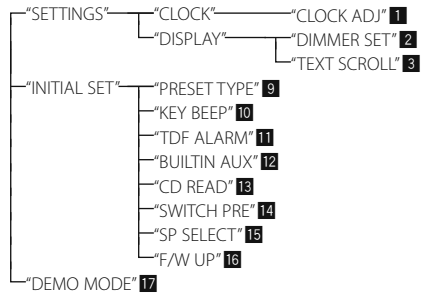 “SETTINGS” “CLOCK” “CLOCK ADJ” 1
“DISPLAY” “DIMMER SET” 2
“TEXT SCROLL” 3
“INITIAL SET” “PRESET TYPE” 9
“KEY BEEP” 10
“TDF ALARM” 11
“BUILTIN AUX” 12
“CD READ” 13
“SWITCH PRE” 14
“SP SELECT” 15
“F/W UP” 16
“DEMO MODE” 17